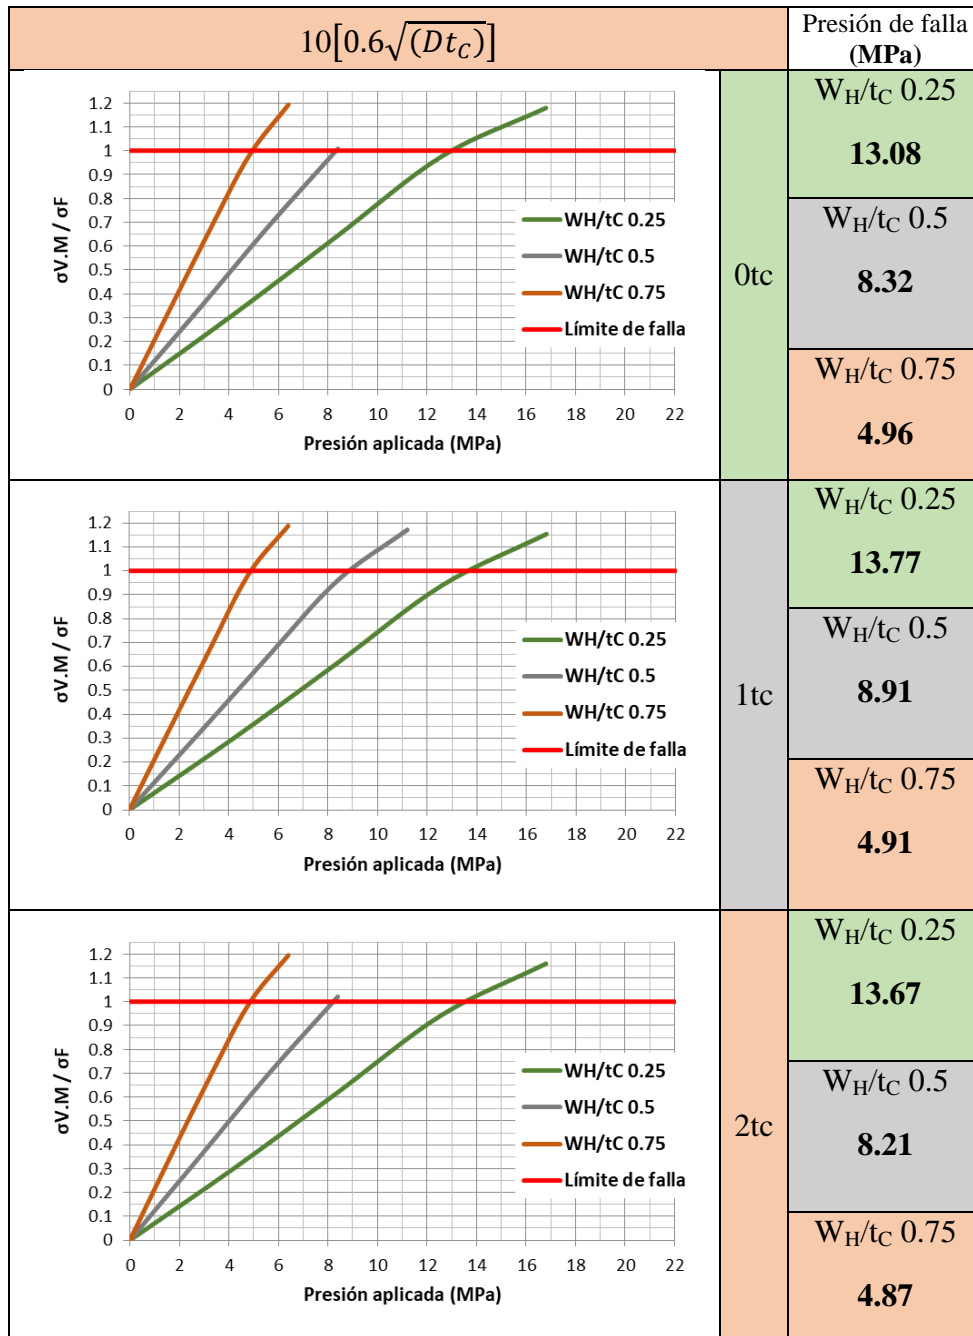 10[0.6√(Dt_C)]
Presión de falla
(MPa)
1.2
1.1
1
0.9
0.8
0.7
0.6
0.5
0.4
0.3
0.2
0.1
0
σV.M / σF
0 2 4 6 8 10 12 14 16 18 20 22
Presión aplicada (MPa)
WH/tC 0.25
WH/tC 0.5
WH/tC 0.75
Límite de falla
0tc
W_H/t_C 0.25
13.08
W_H/t_C 0.5
8.32
W_H/t_C 0.75
4.96
1.2
1.1
1
0.9
0.8
0.7
0.6
0.5
0.4
0.3
0.2
0.1
0
σV.M / σF
0 2 4 6 8 10 12 14 16 18 20 22
Presión aplicada (MPa)
WH/tC 0.25
WH/tC 0.5
WH/tC 0.75
Límite de falla
1tc
W_H/t_C 0.25
13.77
W_H/t_C 0.5
8.91
W_H/t_C 0.75
4.91
1.2
1.1
1
0.9
0.8
0.7
0.6
0.5
0.4
0.3
0.2
0.1
0
σV.M / σF
0 2 4 6 8 10 12 14 16 18 20 22
Presión aplicada (MPa)
WH/tC 0.25
WH/tC 0.5
WH/tC 0.75
Límite de falla
2tc
W_H/t_C 0.25
13.67
W_H/t_C 0.5
8.21
W_H/t_C 0.75
4.87